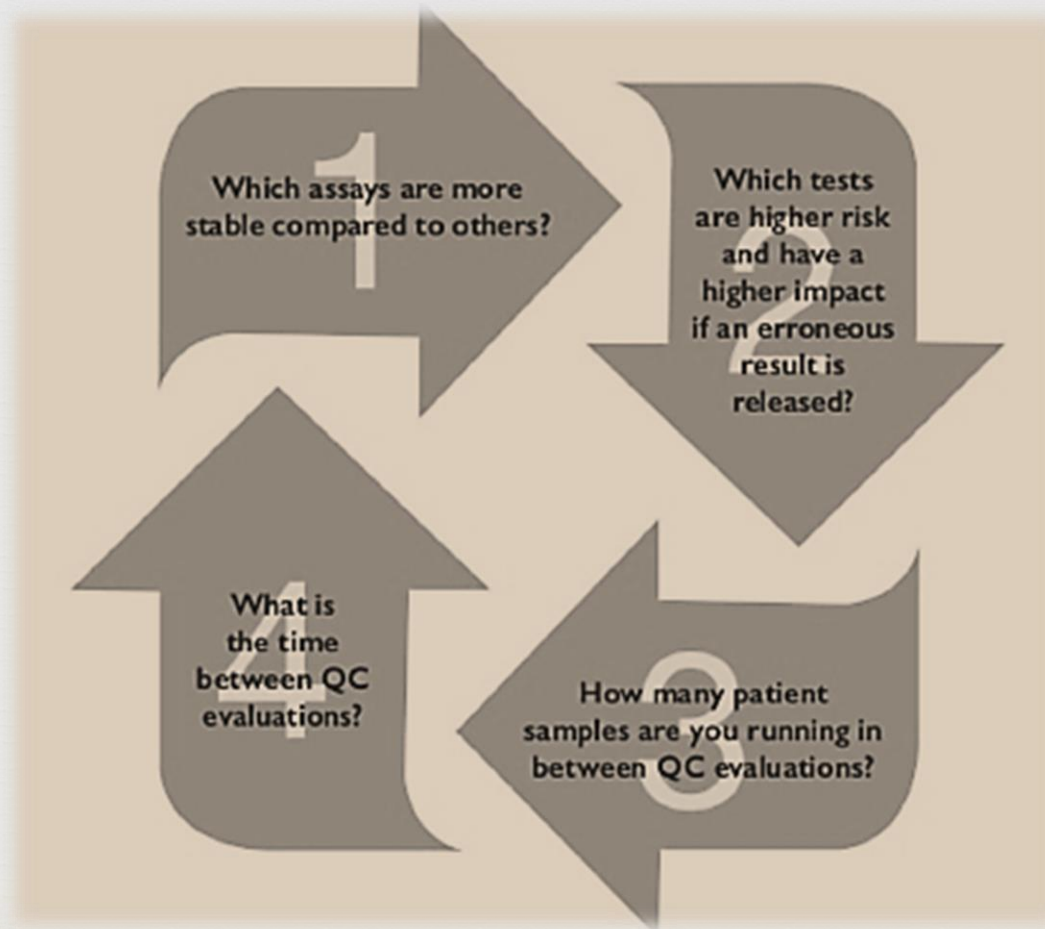 1
Which assays are more
stable compared to others?
2
Which tests
are higher risk
and have a
higher impact
if an erroneous
result is
released?
3
How many patient
samples are you running in
between QC evaluations?
4
What is
the time
between QC
evaluations?